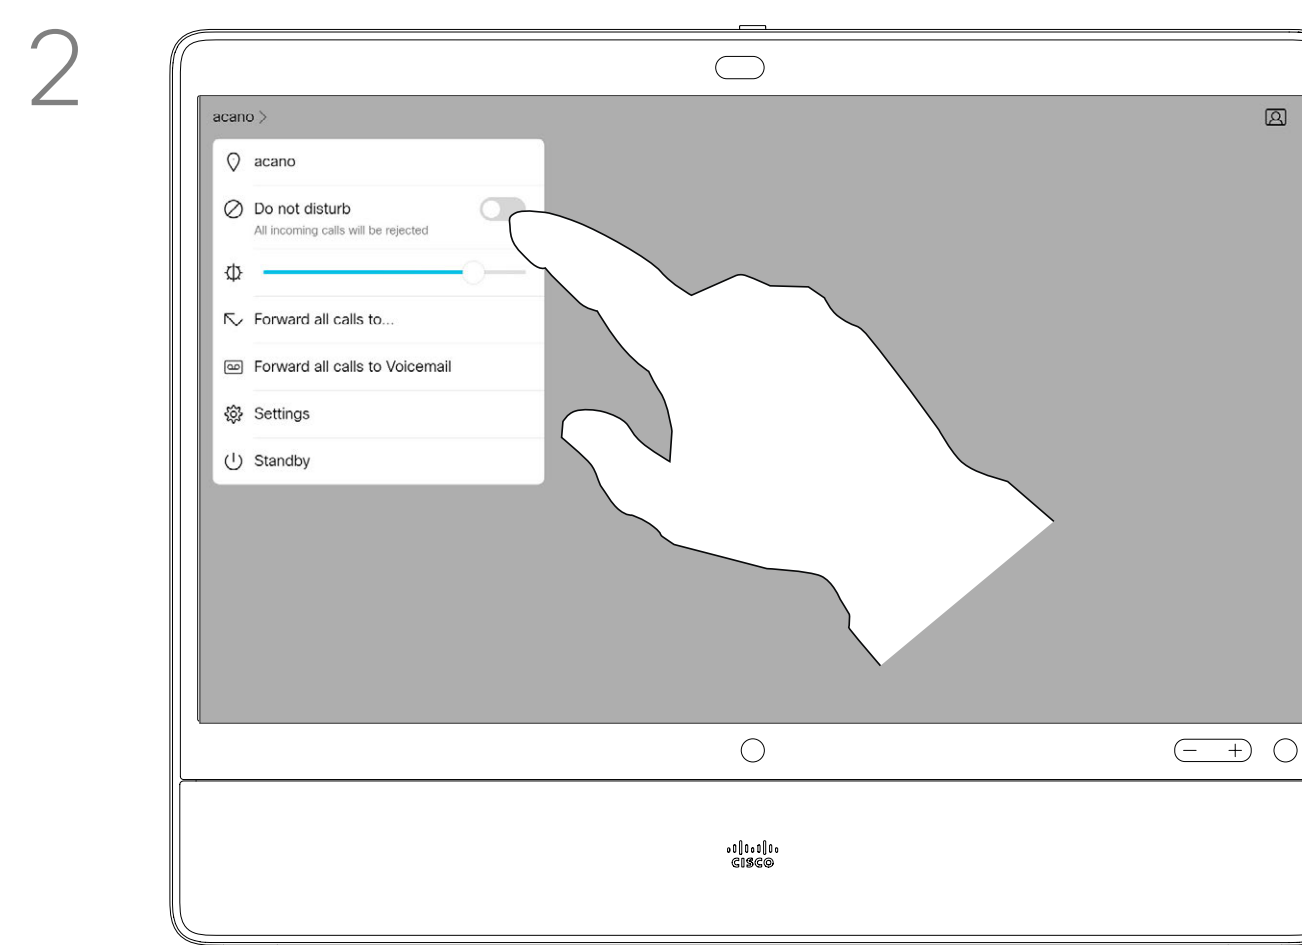 2
acano
acano
Do not disturb
All incoming calls will be rejected
Forward all calls to...
Forward all calls to Voicemail
Settings
Standby
CISCO